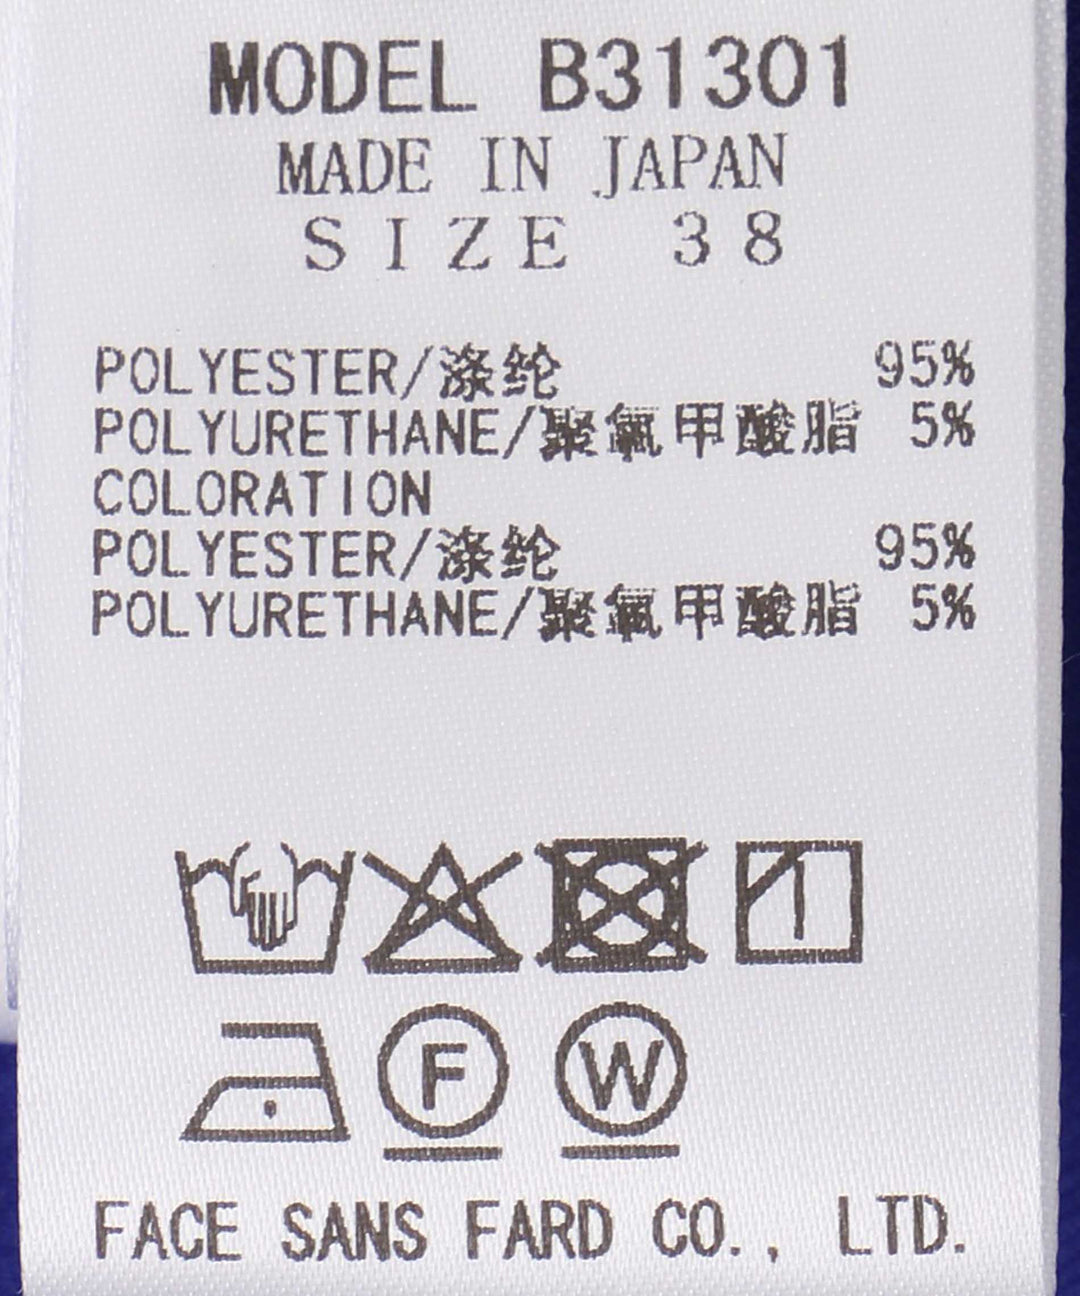 MODEL B31301
MADE IN JAPAN
SIZE 38
POLYESTER/涤纶 95%
POLYURETHANE/聚氨甲酸脂 5%
COLORATION
POLYESTER/涤纶 95%
POLYURETHANE/聚氨甲酸脂 5%
F W
FACE SANS FARD CO., LTD.